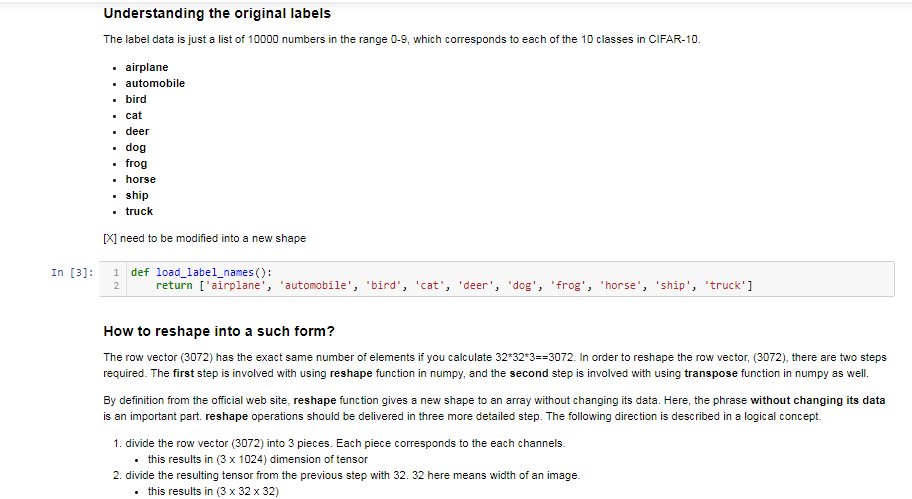 Understanding the original labels
The label data is just a list of 10000 numbers in the range 0-9, which corresponds to each of the 10 classes in CIFAR-10.
• airplane
• automobile
• bird
• cat
• deer
• dog
• frog
• horse
• ship
• truck
[X] need to be modified into a new shape
In [3]: 1 def load_label_names():
2 return ['airplane', 'automobile', 'bird', 'cat', 'deer', 'dog', 'frog', 'horse', 'ship', 'truck']
How to reshape into a such form?
The row vector (3072) has the exact same number of elements if you calculate 32*32*3==3072. In order to reshape the row vector, (3072), there are two steps
required. The first step is involved with using reshape function in numpy, and the second step is involved with using transpose function in numpy as well.
By definition from the official web site, reshape function gives a new shape to an array without changing its data. Here, the phrase without changing its data
is an important part. reshape operations should be delivered in three more detailed step. The following direction is described in a logical concept.
1. divide the row vector (3072) into 3 pieces. Each piece corresponds to the each channels.
• this results in (3 x 1024) dimension of tensor
2. divide the resulting tensor from the previous step with 32. 32 here means width of an image.
• this results in (3 x 32 x 32)